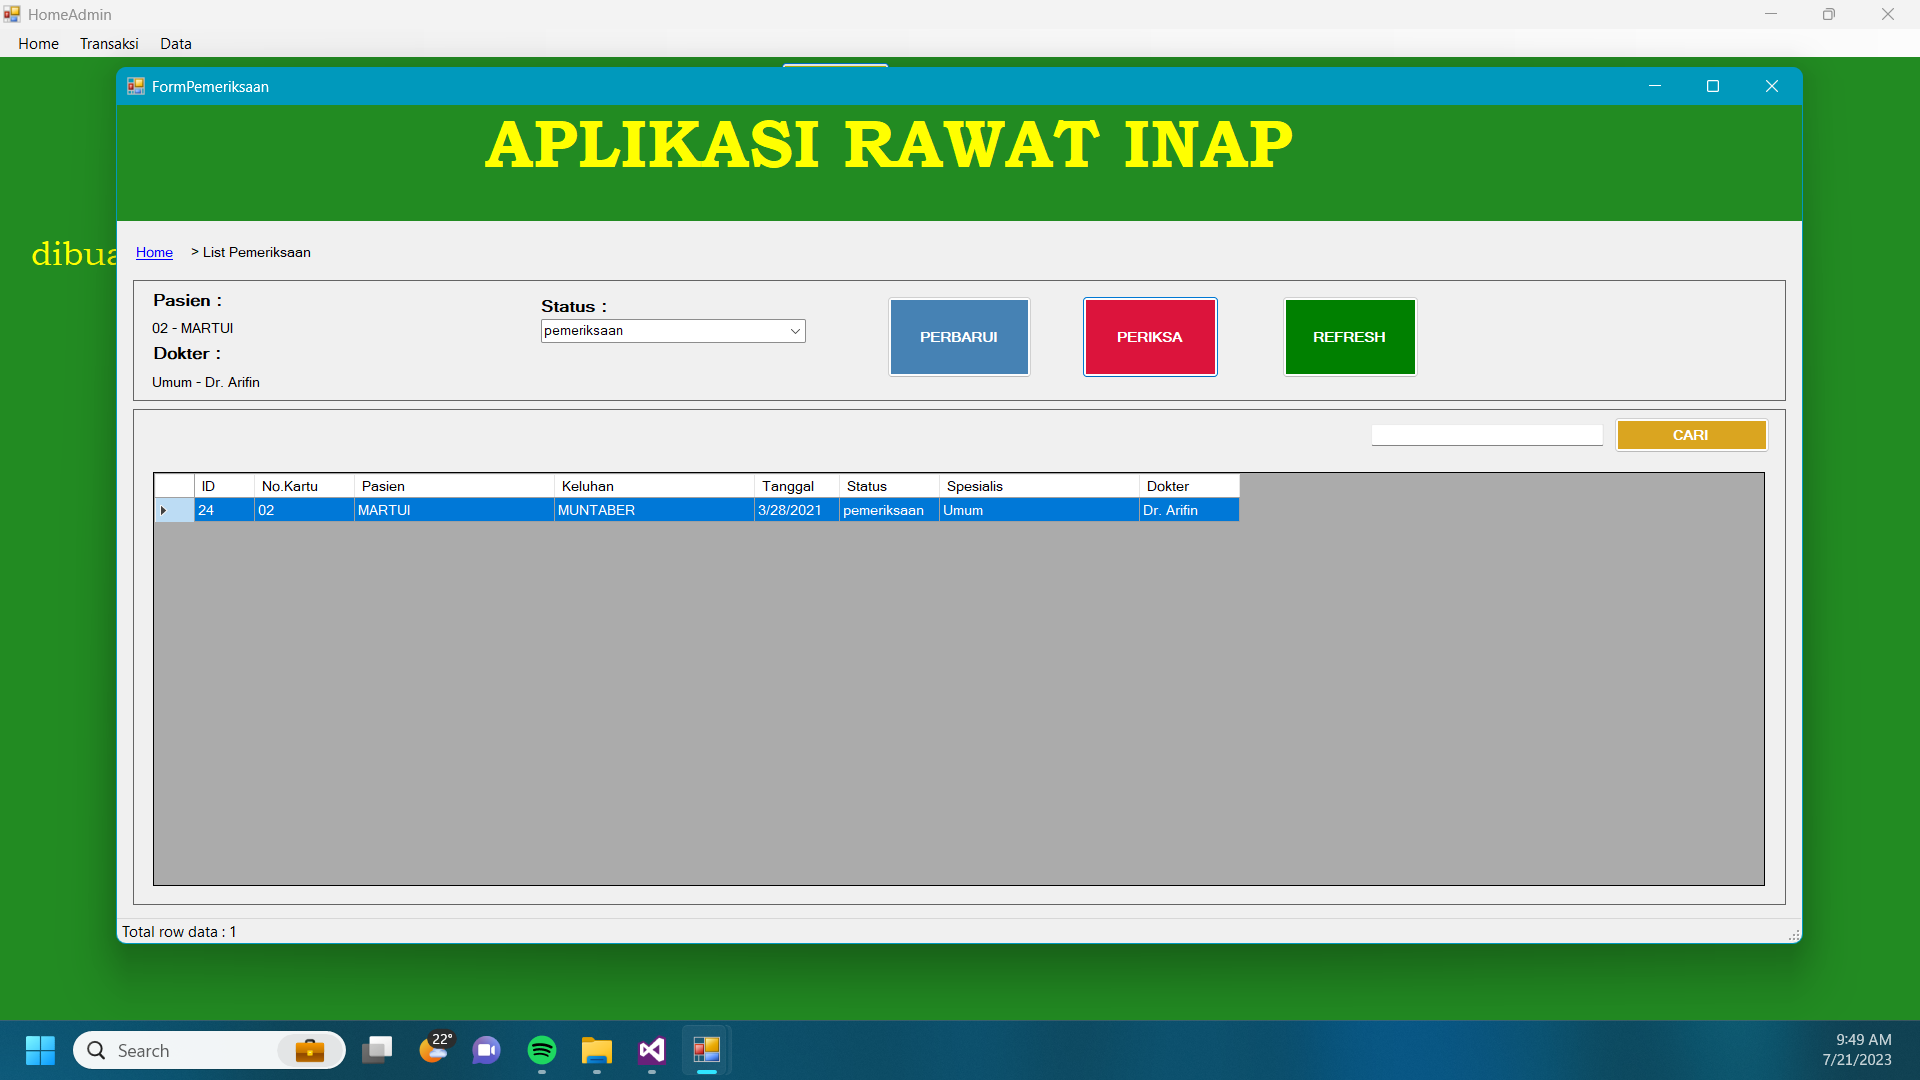 HomeAdmin
Home Transaksi Data
FormPemeriksaan
APLIKASI RAWAT INAP
dibua
Home > List Pemeriksaan
Pasien :
02 - MARTUI
Dokter :
Umum - Dr. Arifin
Status :
pemeriksaan
PERBARUI PERIKSA REFRESH
CARI
ID No.Kartu Pasien Keluhan Tanggal Status Spesialis Dokter
24 02 MARTUI MUNTABER 3/28/2021 pemeriksaan Umum Dr. Arifin
Total row data : 1
Search
22°
9:49 AM
7/21/2023